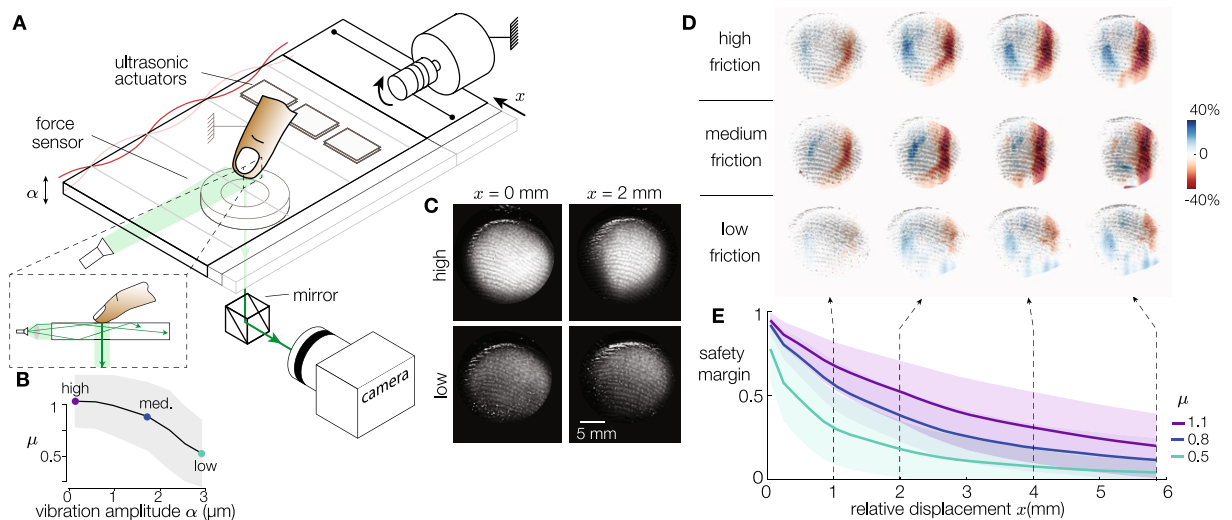 A
ultrasonic
actuators
force
sensor
α
x
mirror
camera
B
high
med.
low
μ
1
0.5
0
1
2
3
vibration amplitude α (μm)
C
x = 0 mm
x = 2 mm
high
low
5 mm
D
high
friction
medium
friction
low
friction
40%
0
-40%
E
safety
margin
1
0.5
0
0
1
2
3
4
5
6
relative displacement x(mm)
μ
1.1
0.8
0.5